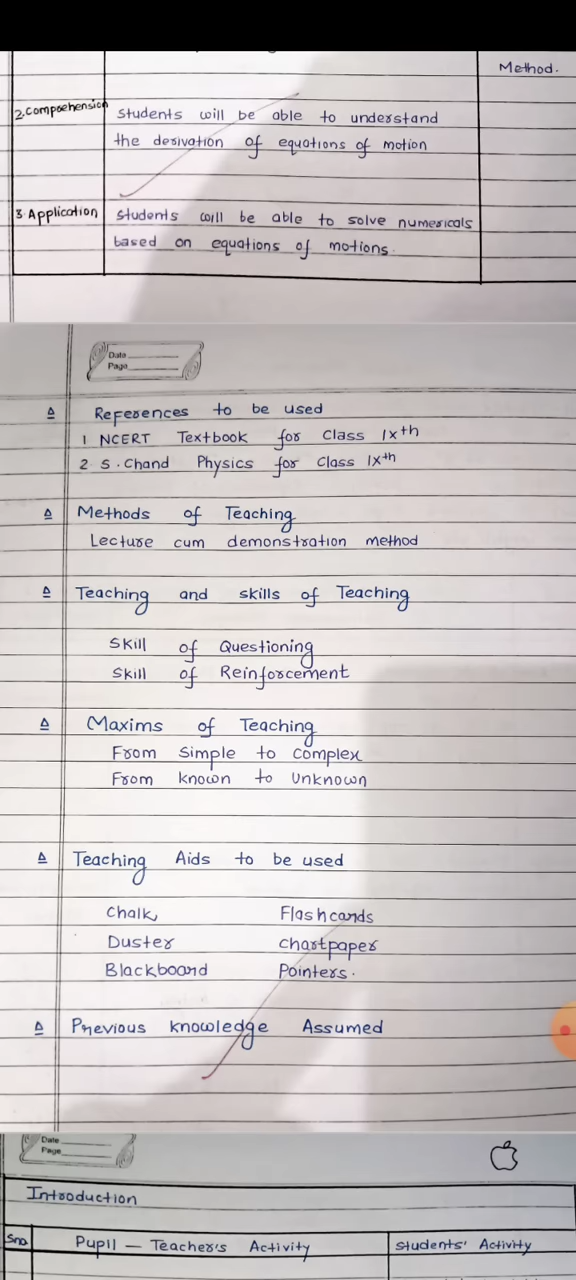 Method.
2. Comprehension Students will be able to understand
the derivation of equations of motion
3. Application Students will be able to solve numericals
based on equations of motions.
Date
Page
Δ References to be used
1 NCERT Textbook for Class IXth
2 S. Chand Physics for Class IXth
Δ Methods of Teaching
Lecture cum demonstration method
Δ Teaching and skills of Teaching
Skill of Questioning
Skill of Reinforcement
Δ Maxims of Teaching
From Simple to Complex
From known to Unknown
Δ Teaching Aids to be used
Chalk Flashcards
Duster chartpaper
Blackboard Pointers.
Δ Previous knowledge Assumed
Date
Page
Introduction
Sno. Pupil – Teacher's Activity Students' Activity